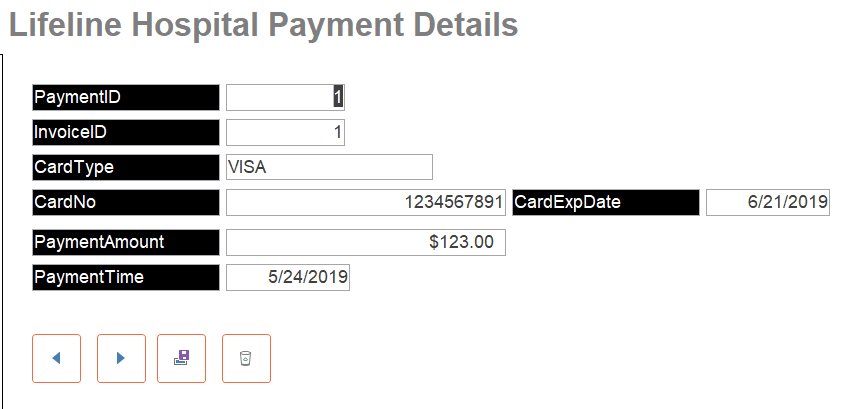 Lifeline Hospital Payment Details
PaymentID 1
InvoiceID 1
CardType VISA
CardNo 1234567891 CardExpDate 6/21/2019
PaymentAmount $123.00
PaymentTime 5/24/2019